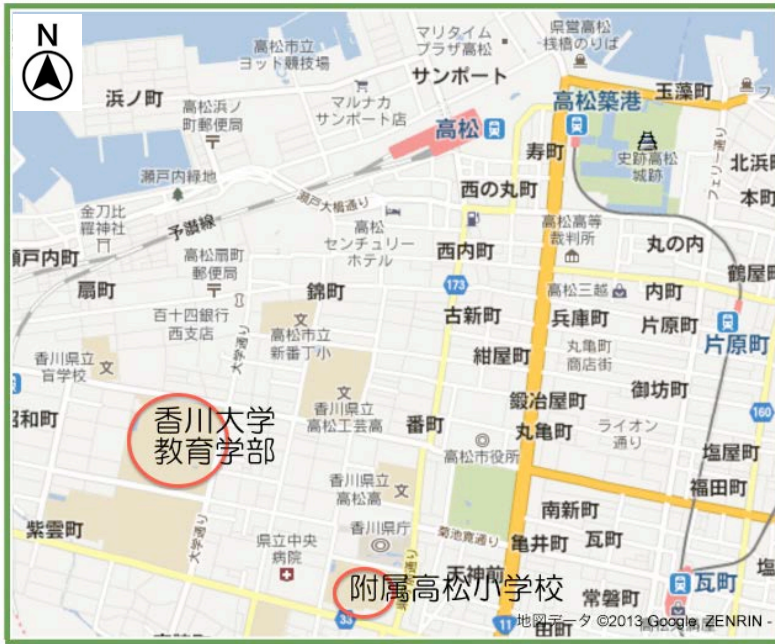 N
高松市立
ヨット競技場
マリタイム
プラザ高松
サンポート
県営高松
桟橋のりば
浜ノ町
高松浜ノ
町郵便局
マルナカ
サンポート店
高松
高松築港
玉藻町
寿町
史跡高松
城跡
フェリー通り
北浜町
本町
瀬戸内緑地
瀬戸大橋通り
西の丸町
金刀比
羅神社
予讃線
高松
センチュリー
ホテル
高松高等
裁判所
丸の内
瀬戸内町
高松扇町
郵便局
西内町
鶴屋町
扇町
錦町
173
高松三越
内町
百十四銀行
西支店
大学通り
高松市立
新番丁小
古新町
兵庫町
片原町
片原町
香川県立
盲学校
紺屋町
丸亀町
商店街
御坊町
昭和町
香川大学
教育学部
香川県立
高松工芸高
番町
鍛冶屋町
丸亀町
ライオン
通り
160
高松市役所
塩屋町
香川県立
高松高
福田町
紫雲町
大学通り
県立中央
病院
香川県庁
菊池寛通り
南新町
亀井町
瓦町
天神前
附属高松小学校
常磐町
瓦町
33
11
田町
地図データ ©2013 Google, ZENRIN -